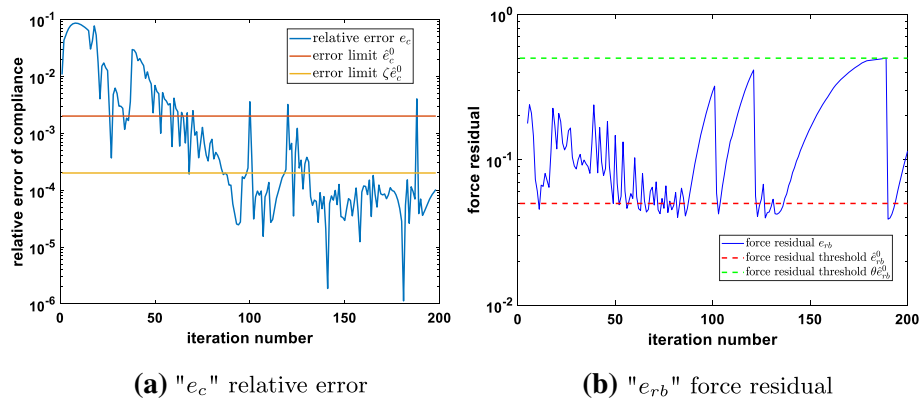 10^-1
10^-2
10^-3
10^-4
10^-5
10^-6
relative error of compliance
0 50 100 150 200
iteration number
relative error e_c
error limit ê_c^0
error limit ζê_c^0
(a) "e_c" relative error
10^0
10^-1
10^-2
force residual
0 50 100 150 200
iteration number
force residual e_rb
force residual threshold ê_rb^0
force residual threshold θê_rb^0
(b) "e_rb" force residual